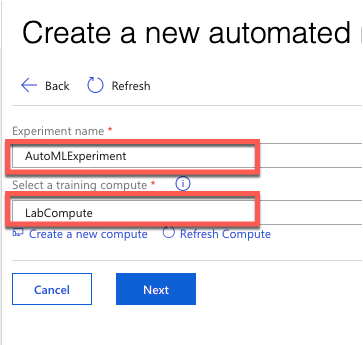 Create a new automated
Back Refresh
Experiment name *
AutoMLExperiment
Select a training compute *
LabCompute
Create a new compute Refresh Compute
Cancel Next